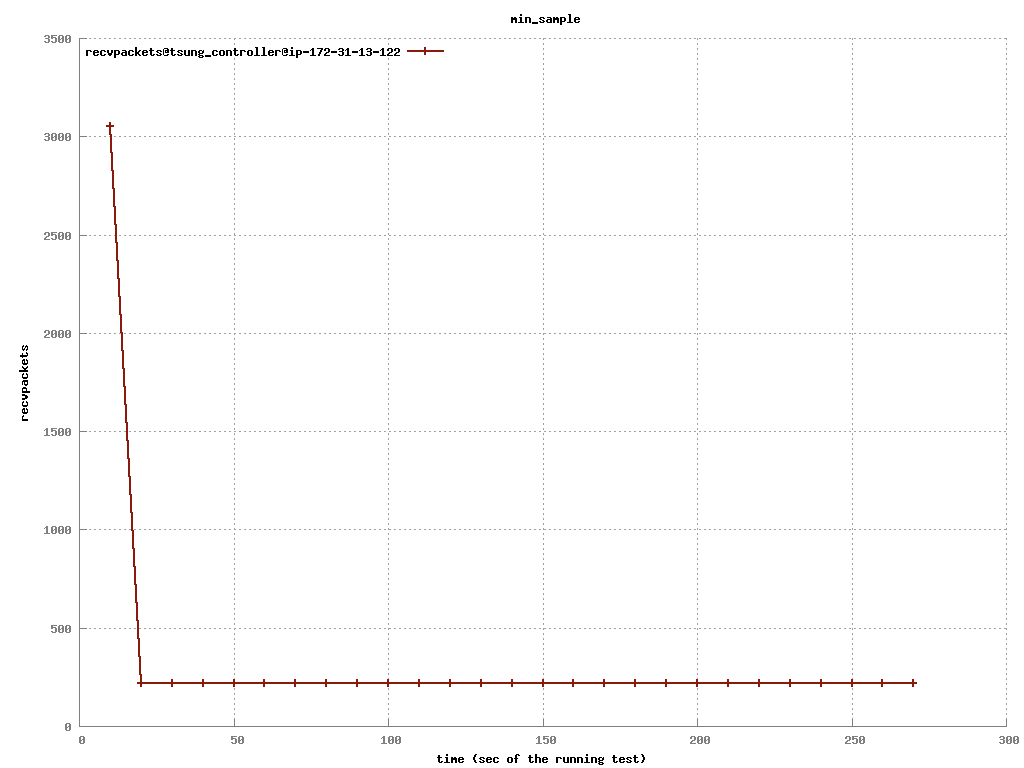 min_sample
3500
recvpackets@tsung_controller@ip-172-31-13-122
3000
2500
2000
1500
1000
500
0
recvpackets
0 50 100 150 200 250 300
time (sec of the running test)